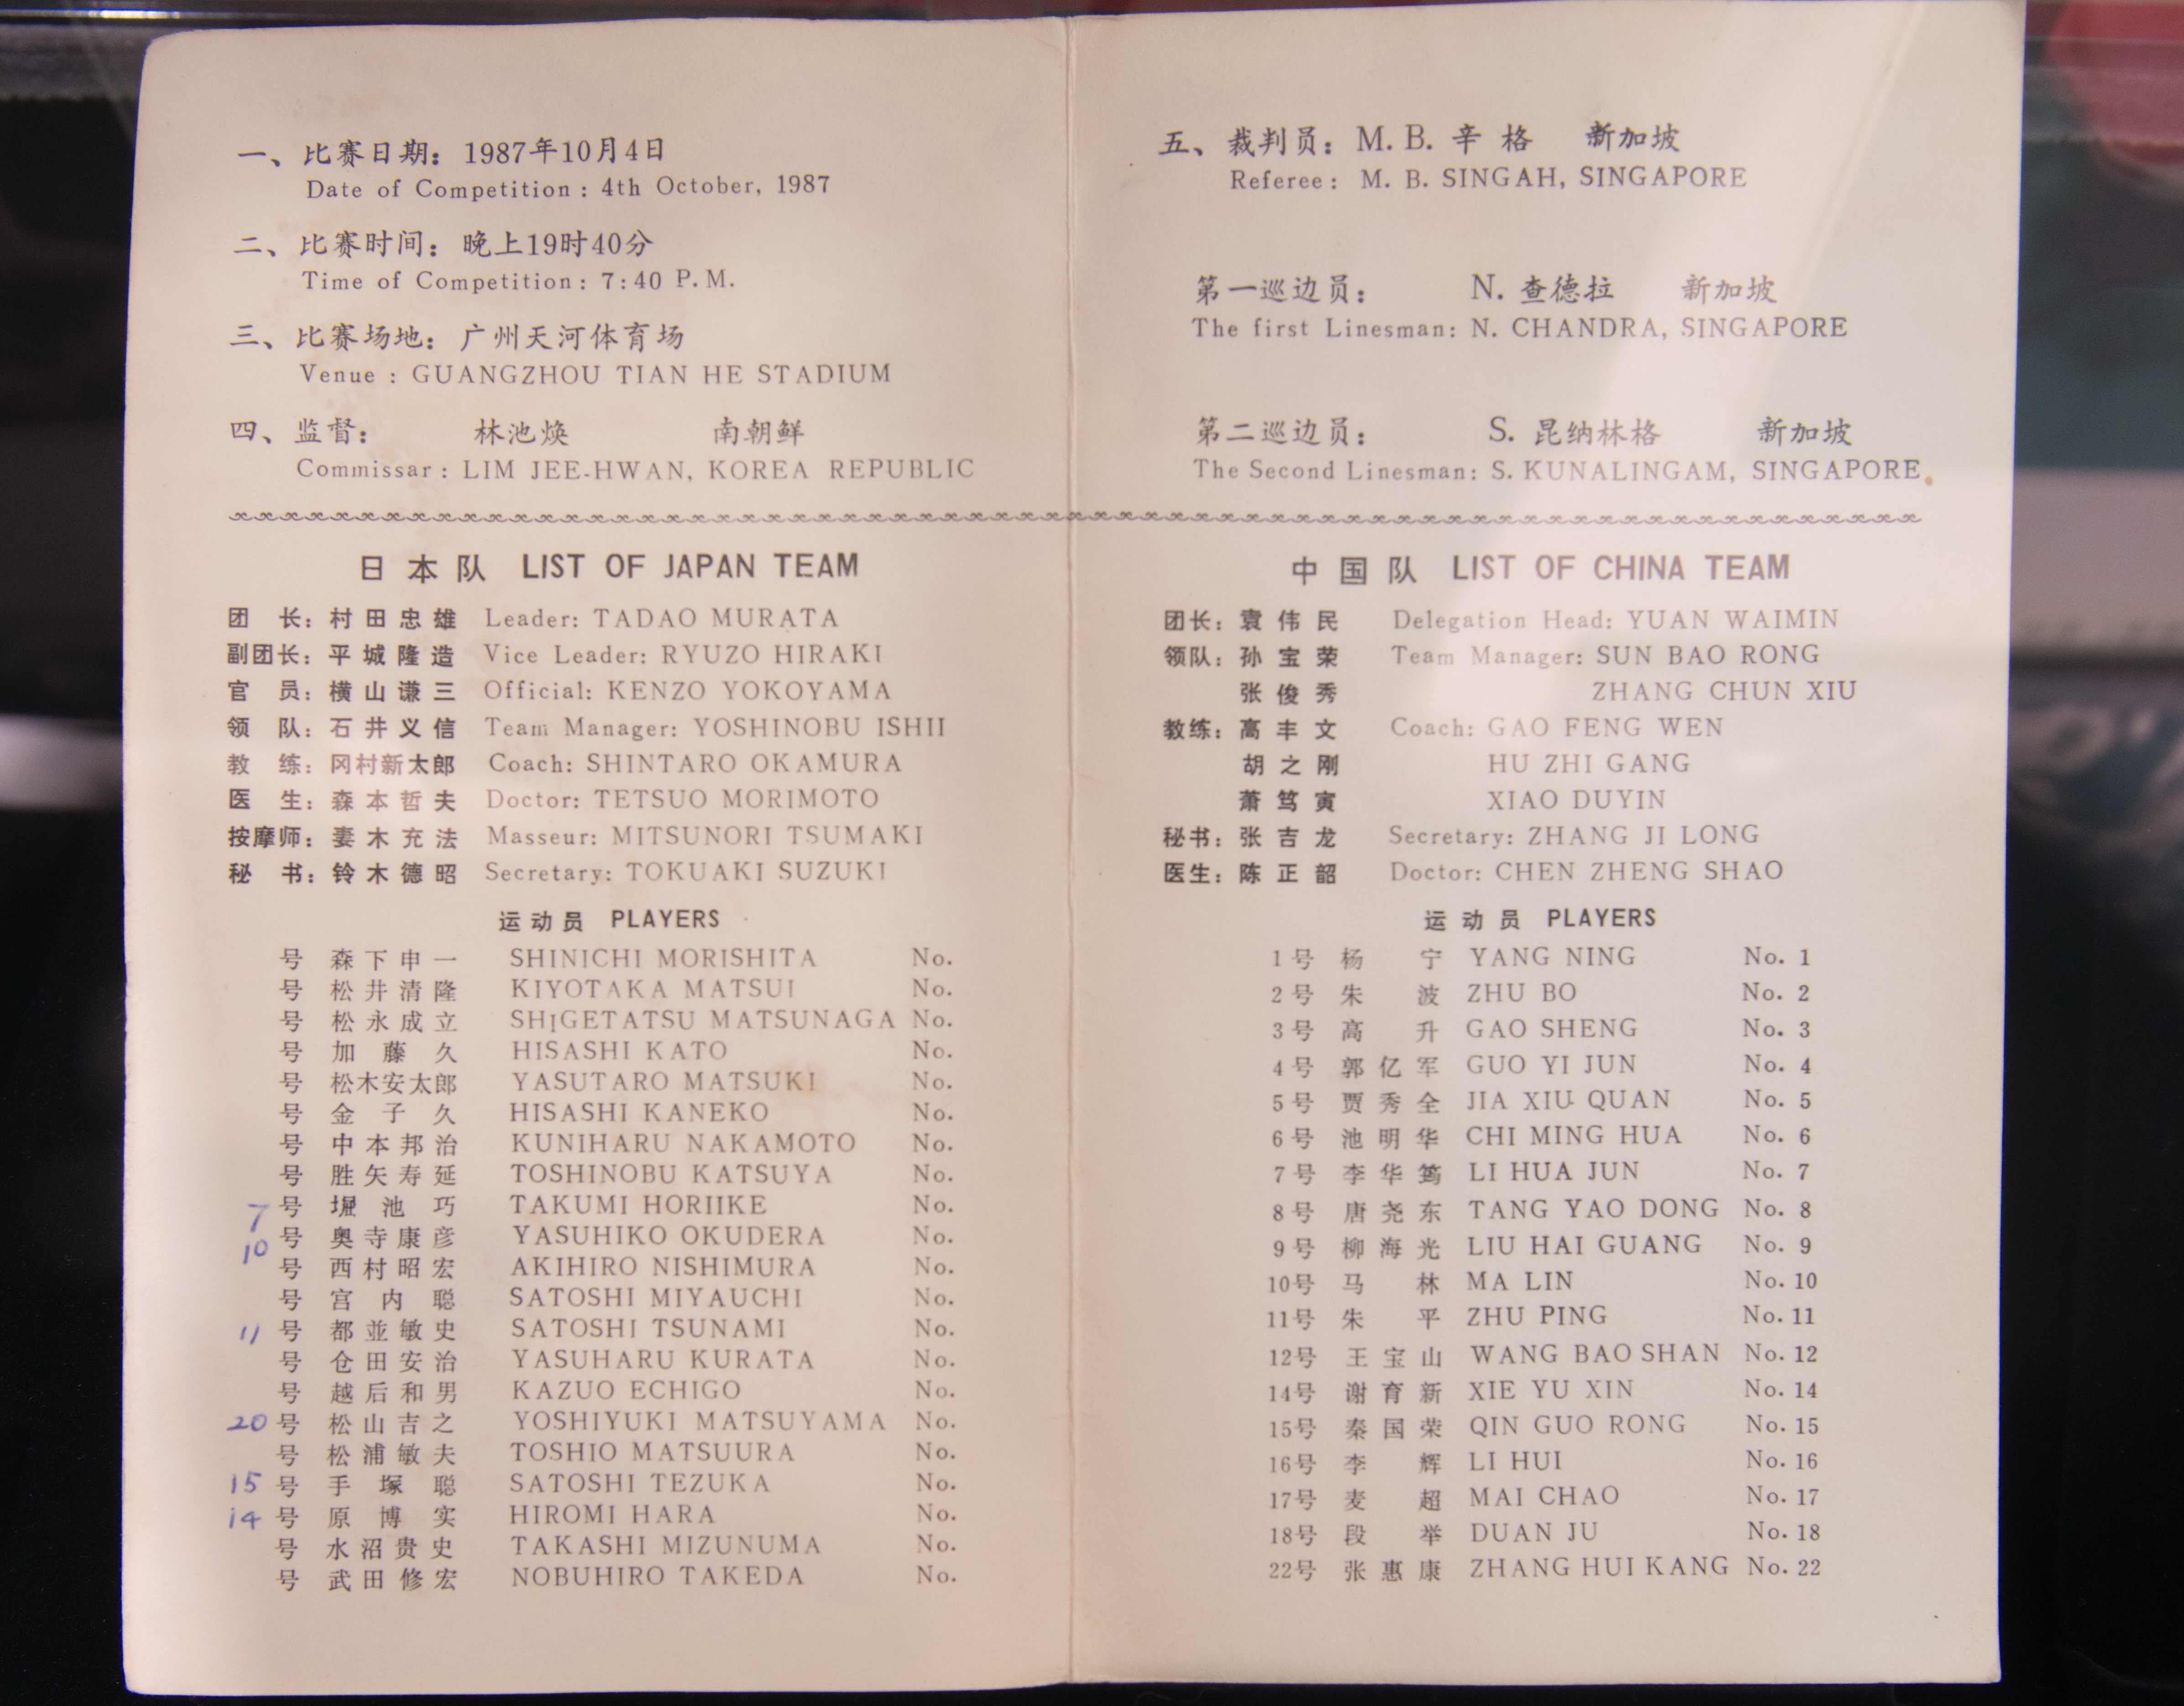 一、比赛日期：1987年10月4日
Date of Competition : 4th October, 1987
二、比赛时间：晚上19时40分
Time of Competition : 7:40 P.M.
三、比赛场地：广州天河体育场
Venue : GUANGZHOU TIAN HE STADIUM
四、监督： 林池焕 南朝鲜
Commissar : LIM JEE-HWAN, KOREA REPUBLIC
五、裁判员：M. B. 辛格 新加坡
Referee : M. B. SINGAH, SINGAPORE
第一巡边员： N. 查德拉 新加坡
The first Linesman: N. CHANDRA, SINGAPORE
第二巡边员： S. 昆纳林格 新加坡
The Second Linesman: S. KUNALINGAM, SINGAPORE
日本队 LIST OF JAPAN TEAM
团长：村田忠雄 Leader: TADAO MURATA
副团长：平城隆造 Vice Leader: RYUZO HIRAKI
官员：横山谦三 Official: KENZO YOKOYAMA
领队：石井义信 Team Manager: YOSHINOBU ISHII
教练：冈村新太郎 Coach: SHINTARO OKAMURA
医生：森本哲夫 Doctor: TETSUO MORIMOTO
按摩师：妻木充法 Masseur: MITSUNORI TSUMAKI
秘书：铃木德昭 Secretary: TOKUAKI SUZUKI
运动员 PLAYERS
号 森下申一 SHINICHI MORISHITA No.
号 松井清隆 KIYOTAKA MATSUI No.
号 松永成立 SHIGETATSU MATSUNAGA No.
号 加藤久 HISASHI KATO No.
号 松木安太郎 YASUTARO MATSUKI No.
号 金子久 HISASHI KANEKO No.
号 中本邦治 KUNIHARU NAKAMOTO No.
号 胜矢寿延 TOSHINOBU KATSUYA No.
7 号 堀池巧 TAKUMI HORIIKE No.
10 号 奥寺康彦 YASUHIKO OKUDERA No.
号 西村昭宏 AKIHIRO NISHIMURA No.
号 宫内聪 SATOSHI MIYAUCHI No.
11 号 都並敏史 SATOSHI TSUNAMI No.
号 仓田安治 YASUHARU KURATA No.
号 越后和男 KAZUO ECHIGO No.
20 号 松山吉之 YOSHIYUKI MATSUYAMA No.
号 松浦敏夫 TOSHIO MATSUURA No.
15 号 手塚聪 SATOSHI TEZUKA No.
14 号 原博实 HIROMI HARA No.
号 水沼贵史 TAKASHI MIZUNUMA No.
号 武田修宏 NOBUHIRO TAKEDA No.
中国队 LIST OF CHINA TEAM
团长：袁伟民 Delegation Head: YUAN WAIMIN
领队：孙宝荣 Team Manager: SUN BAO RONG
张俊秀 ZHANG CHUN XIU
教练：高丰文 Coach: GAO FENG WEN
胡之刚 HU ZHI GANG
萧笃寅 XIAO DUYIN
秘书：张吉龙 Secretary: ZHANG JI LONG
医生：陈正韶 Doctor: CHEN ZHENG SHAO
运动员 PLAYERS
1号 杨宁 YANG NING No. 1
2号 朱波 ZHU BO No. 2
3号 高升 GAO SHENG No. 3
4号 郭亿军 GUO YI JUN No. 4
5号 贾秀全 JIA XIU QUAN No. 5
6号 池明华 CHI MING HUA No. 6
7号 李华筠 LI HUA JUN No. 7
8号 唐尧东 TANG YAO DONG No. 8
9号 柳海光 LIU HAI GUANG No. 9
10号 马林 MA LIN No. 10
11号 朱平 ZHU PING No. 11
12号 王宝山 WANG BAO SHAN No. 12
14号 谢育新 XIE YU XIN No. 14
15号 秦国荣 QIN GUO RONG No. 15
16号 李辉 LI HUI No. 16
17号 麦超 MAI CHAO No. 17
18号 段举 DUAN JU No. 18
22号 张惠康 ZHANG HUI KANG No. 22